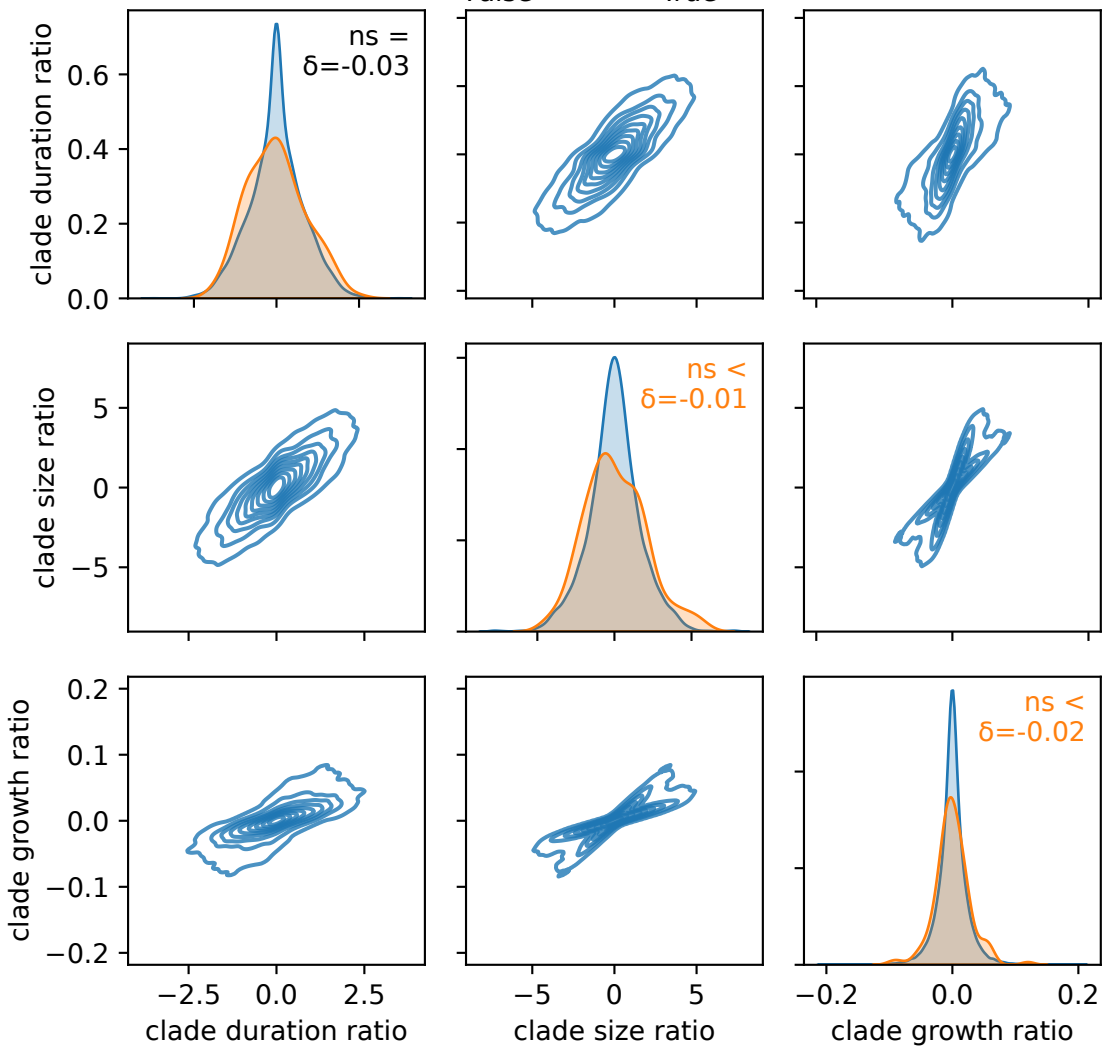 clade duration ratio
0.6
0.4
0.2
0.0
ns =
δ=-0.03
clade size ratio
5
0
−5
ns <
δ=-0.01
clade growth ratio
0.2
0.1
0.0
−0.1
−0.2
ns <
δ=-0.02
−2.5 0.0 2.5
clade duration ratio
−5 0 5
clade size ratio
−0.2 0.0 0.2
clade growth ratio